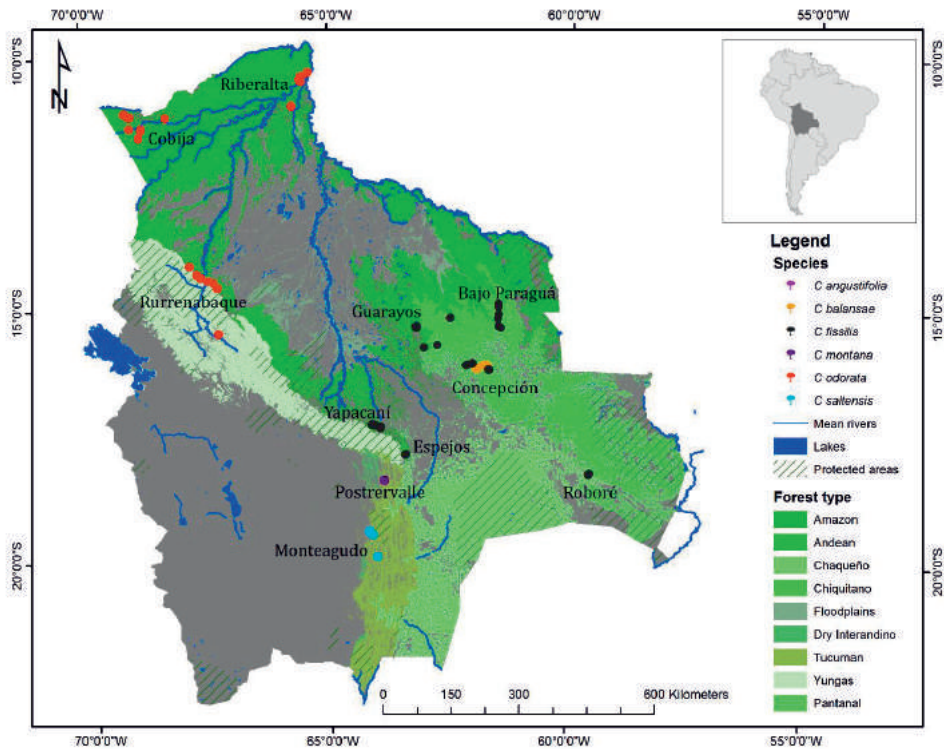 70°0'0"W
65°0'0"W
60°0'0"W
55°0'0"W
10°0'0"S
10°0'0"S
N
Riberalta
Cobija
Legend
Species
C angustifolia
C balansae
C fissilis
C montana
C odorata
C saltensis
Mean rivers
Lakes
Protected areas
Rurrenabaque
Guarayos
Bajo Paraguá
15°0'0"S
15°0'0"S
Concepción
Yapacaní
Espejos
Postrervalle
Roboré
Monteagudo
Forest type
Amazon
Andean
Chaqueño
Chiquitano
Floodplains
Dry Interandino
Tucuman
Yungas
Pantanal
20°0'0"S
20°0'0"S
0 150 300 600 Kilometers
70°0'0"W
65°0'0"W
60°0'0"W
55°0'0"W